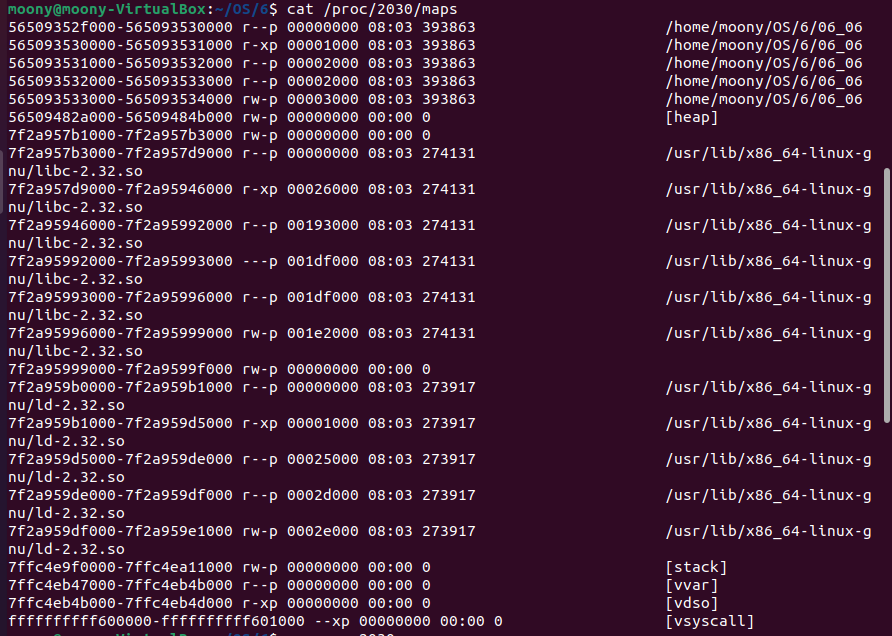 moony@moony-VirtualBox:~/OS/6$ cat /proc/2030/maps
56509352f000-565093530000 r--p 00000000 08:03 393863 /home/moony/OS/6/06_06
565093530000-565093531000 r-xp 00001000 08:03 393863 /home/moony/OS/6/06_06
565093531000-565093532000 r--p 00002000 08:03 393863 /home/moony/OS/6/06_06
565093532000-565093533000 r--p 00002000 08:03 393863 /home/moony/OS/6/06_06
565093533000-565093534000 rw-p 00003000 08:03 393863 /home/moony/OS/6/06_06
56509482a000-56509484b000 rw-p 00000000 00:00 0 [heap]
7f2a957b1000-7f2a957b3000 rw-p 00000000 00:00 0
7f2a957b3000-7f2a957d9000 r--p 00000000 08:03 274131 /usr/lib/x86_64-linux-g
nu/libc-2.32.so
7f2a957d9000-7f2a95946000 r-xp 00026000 08:03 274131 /usr/lib/x86_64-linux-g
nu/libc-2.32.so
7f2a95946000-7f2a95992000 r--p 00193000 08:03 274131 /usr/lib/x86_64-linux-g
nu/libc-2.32.so
7f2a95992000-7f2a95993000 ---p 001df000 08:03 274131 /usr/lib/x86_64-linux-g
nu/libc-2.32.so
7f2a95993000-7f2a95996000 r--p 001df000 08:03 274131 /usr/lib/x86_64-linux-g
nu/libc-2.32.so
7f2a95996000-7f2a95999000 rw-p 001e2000 08:03 274131 /usr/lib/x86_64-linux-g
nu/libc-2.32.so
7f2a95999000-7f2a9599f000 rw-p 00000000 00:00 0
7f2a959b0000-7f2a959b1000 r--p 00000000 08:03 273917 /usr/lib/x86_64-linux-g
nu/ld-2.32.so
7f2a959b1000-7f2a959d5000 r-xp 00001000 08:03 273917 /usr/lib/x86_64-linux-g
nu/ld-2.32.so
7f2a959d5000-7f2a959de000 r--p 00025000 08:03 273917 /usr/lib/x86_64-linux-g
nu/ld-2.32.so
7f2a959de000-7f2a959df000 r--p 0002d000 08:03 273917 /usr/lib/x86_64-linux-g
nu/ld-2.32.so
7f2a959df000-7f2a959e1000 rw-p 0002e000 08:03 273917 /usr/lib/x86_64-linux-g
nu/ld-2.32.so
7ffc4e9f0000-7ffc4ea11000 rw-p 00000000 00:00 0 [stack]
7ffc4eb47000-7ffc4eb4b000 r--p 00000000 00:00 0 [vvar]
7ffc4eb4b000-7ffc4eb4d000 r-xp 00000000 00:00 0 [vdso]
ffffffffff600000-ffffffffff601000 --xp 00000000 00:00 0 [vsyscall]